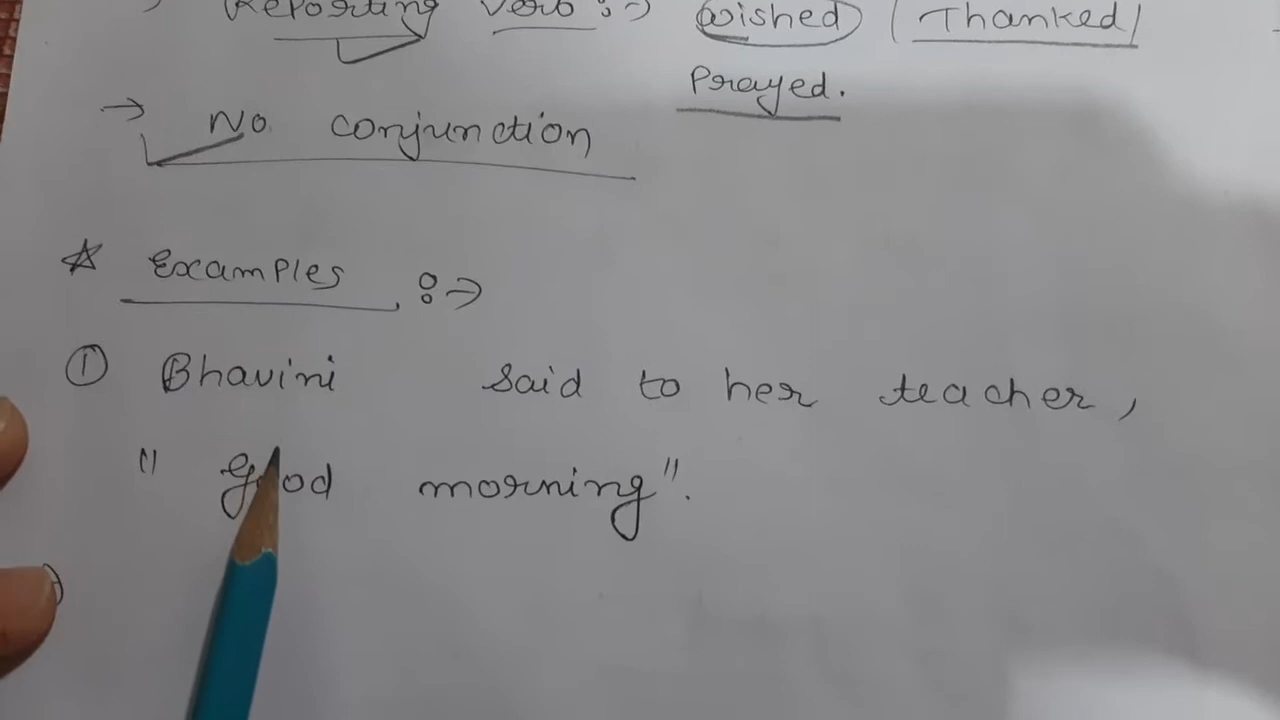 Reporting verb :→ wished / Thanked /
Prayed.
→ No conjunction
☆ Examples :→
① Bhavini said to her teacher,
" Good morning".